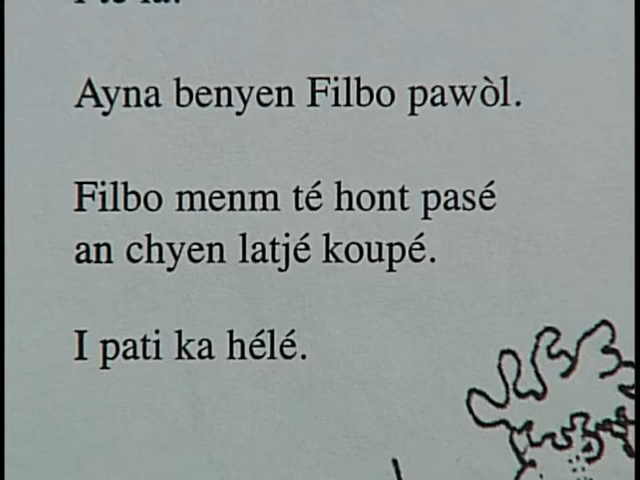 Ayna benyen Filbo pawòl.
Filbo menm té hont pasé
an chyen latjé koupé.
I pati ka hélé.